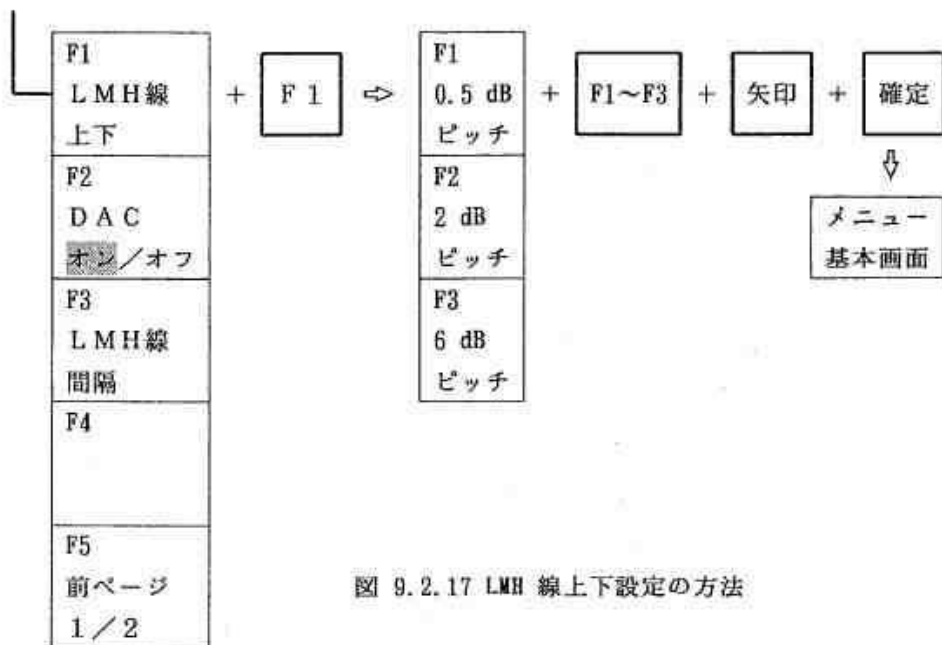 F1
LMH線
上下
F2
DAC
オン／オフ
F3
LMH線
間隔
F4
F5
前ページ
1／2
+
F1
⇨
F1
0.5 dB
ピッチ
F2
2 dB
ピッチ
F3
6 dB
ピッチ
+
F1～F3
+
矢印
+
確定
⇩
メニュー
基本画面
図 9.2.17 LMH 線上下設定の方法